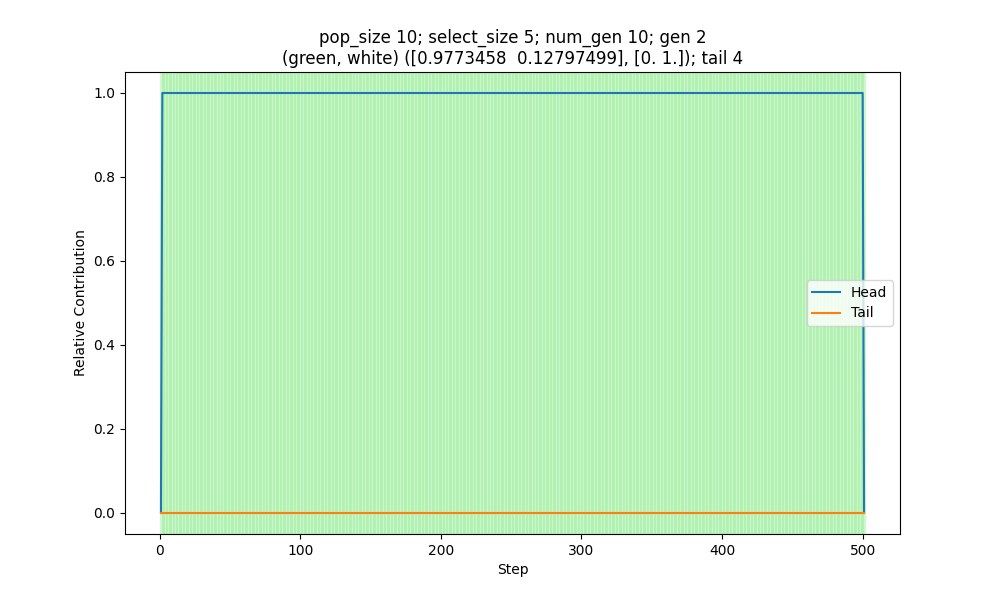 pop_size 10; select_size 5; num_gen 10; gen 2
(green, white) ([0.9773458  0.12797499], [0. 1.]); tail 4
1.0
0.8
0.6
0.4
0.2
0.0
Relative Contribution
Head
Tail
0
100
200
300
400
500
Step